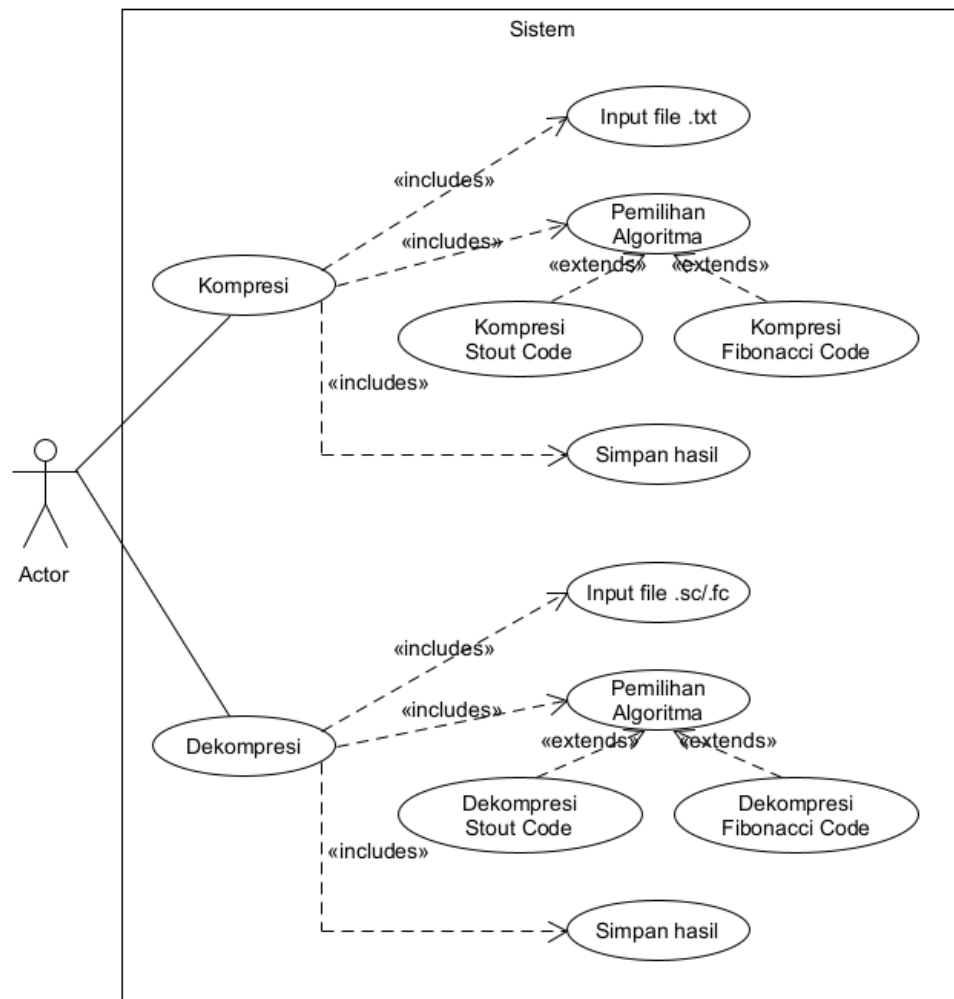 Sistem
Input file .txt
«includes»
Pemilihan
Algoritma
«includes»
«extends»
«extends»
Kompresi
Kompresi
Stout Code
Kompresi
Fibonacci Code
«includes»
Simpan hasil
Actor
Input file .sc/.fc
«includes»
Pemilihan
Algoritma
«includes»
«extends»
«extends»
Dekompresi
Dekompresi
Stout Code
Dekompresi
Fibonacci Code
«includes»
Simpan hasil